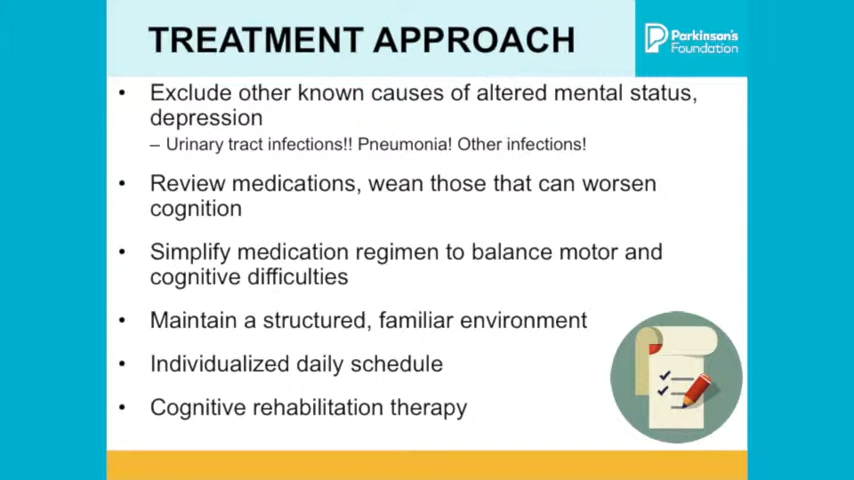 TREATMENT APPROACH
Parkinson's
Foundation
• Exclude other known causes of altered mental status,
depression
– Urinary tract infections!! Pneumonia! Other infections!
• Review medications, wean those that can worsen
cognition
• Simplify medication regimen to balance motor and
cognitive difficulties
• Maintain a structured, familiar environment
• Individualized daily schedule
• Cognitive rehabilitation therapy